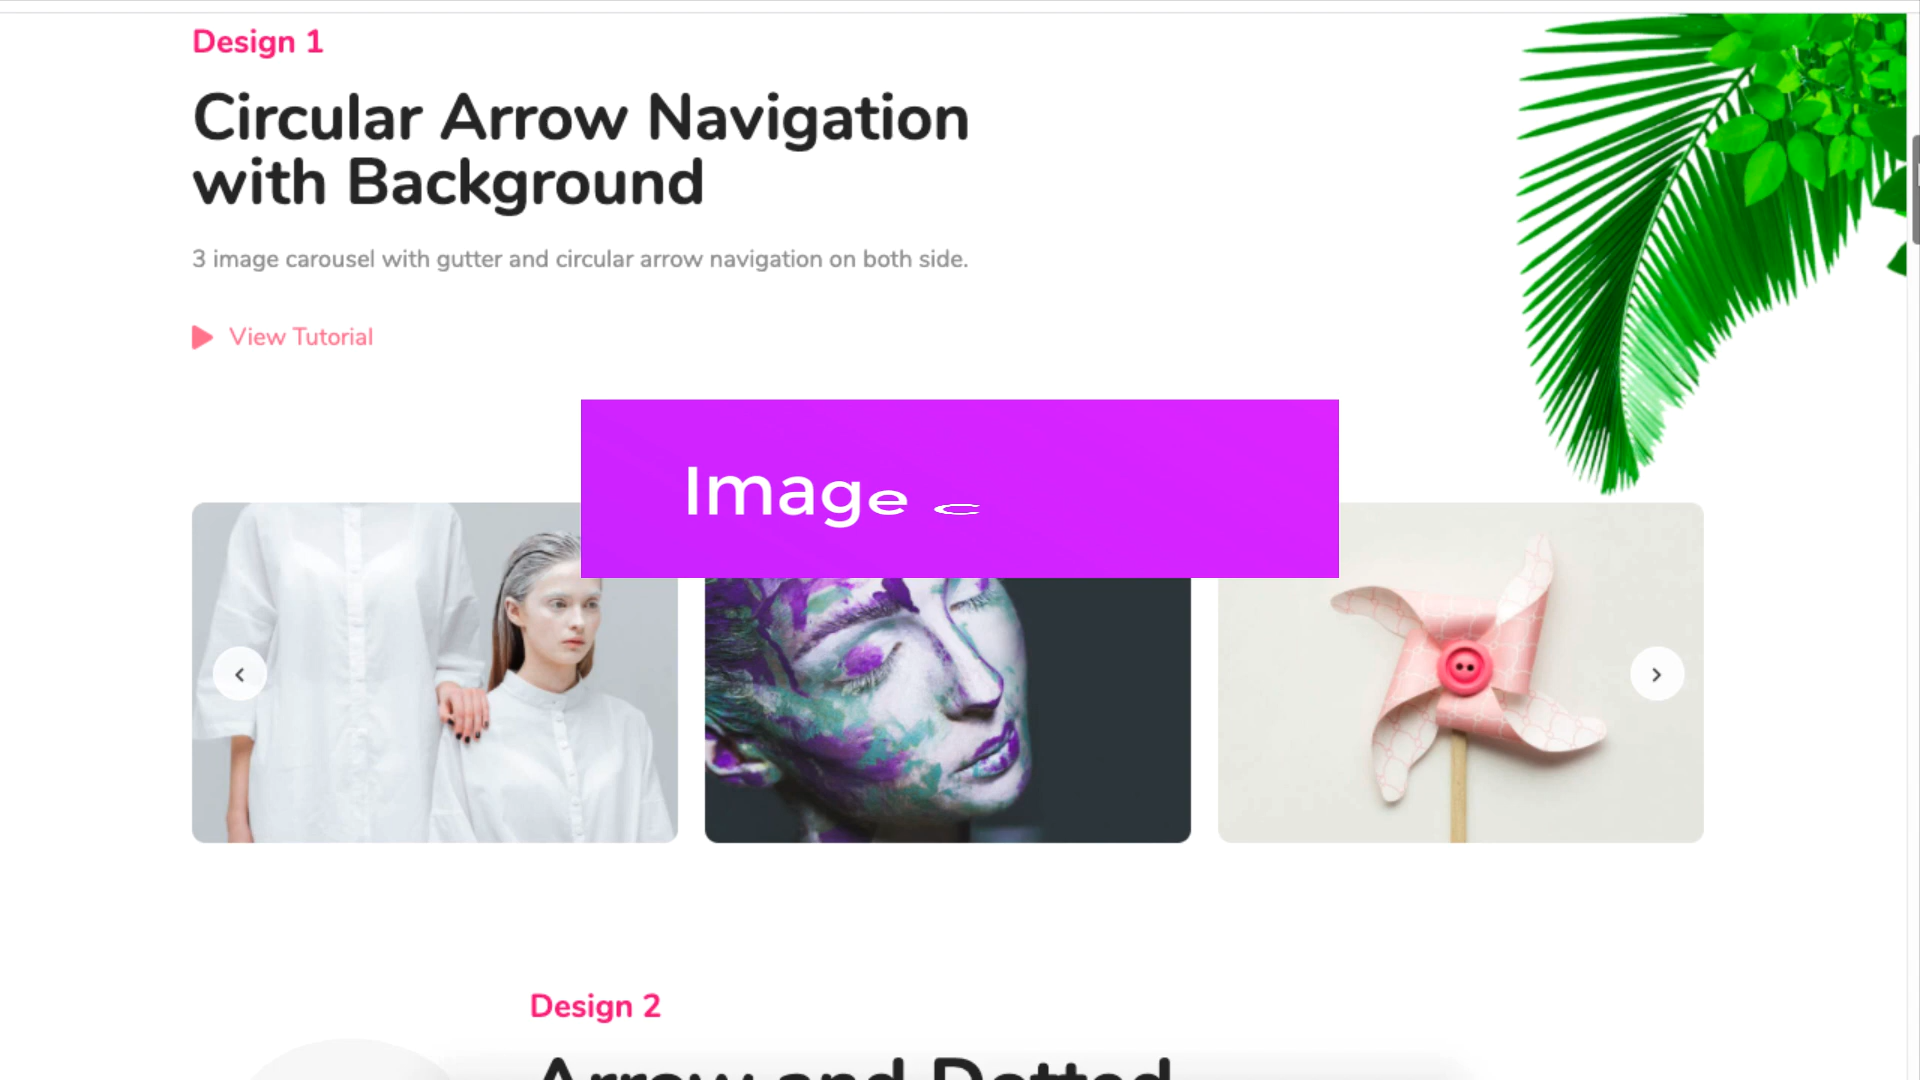 Design 1
Circular Arrow Navigation
with Background
3 image carousel with gutter and circular arrow navigation on both side.
View Tutorial
Image c
Design 2
Arrow and Dotted